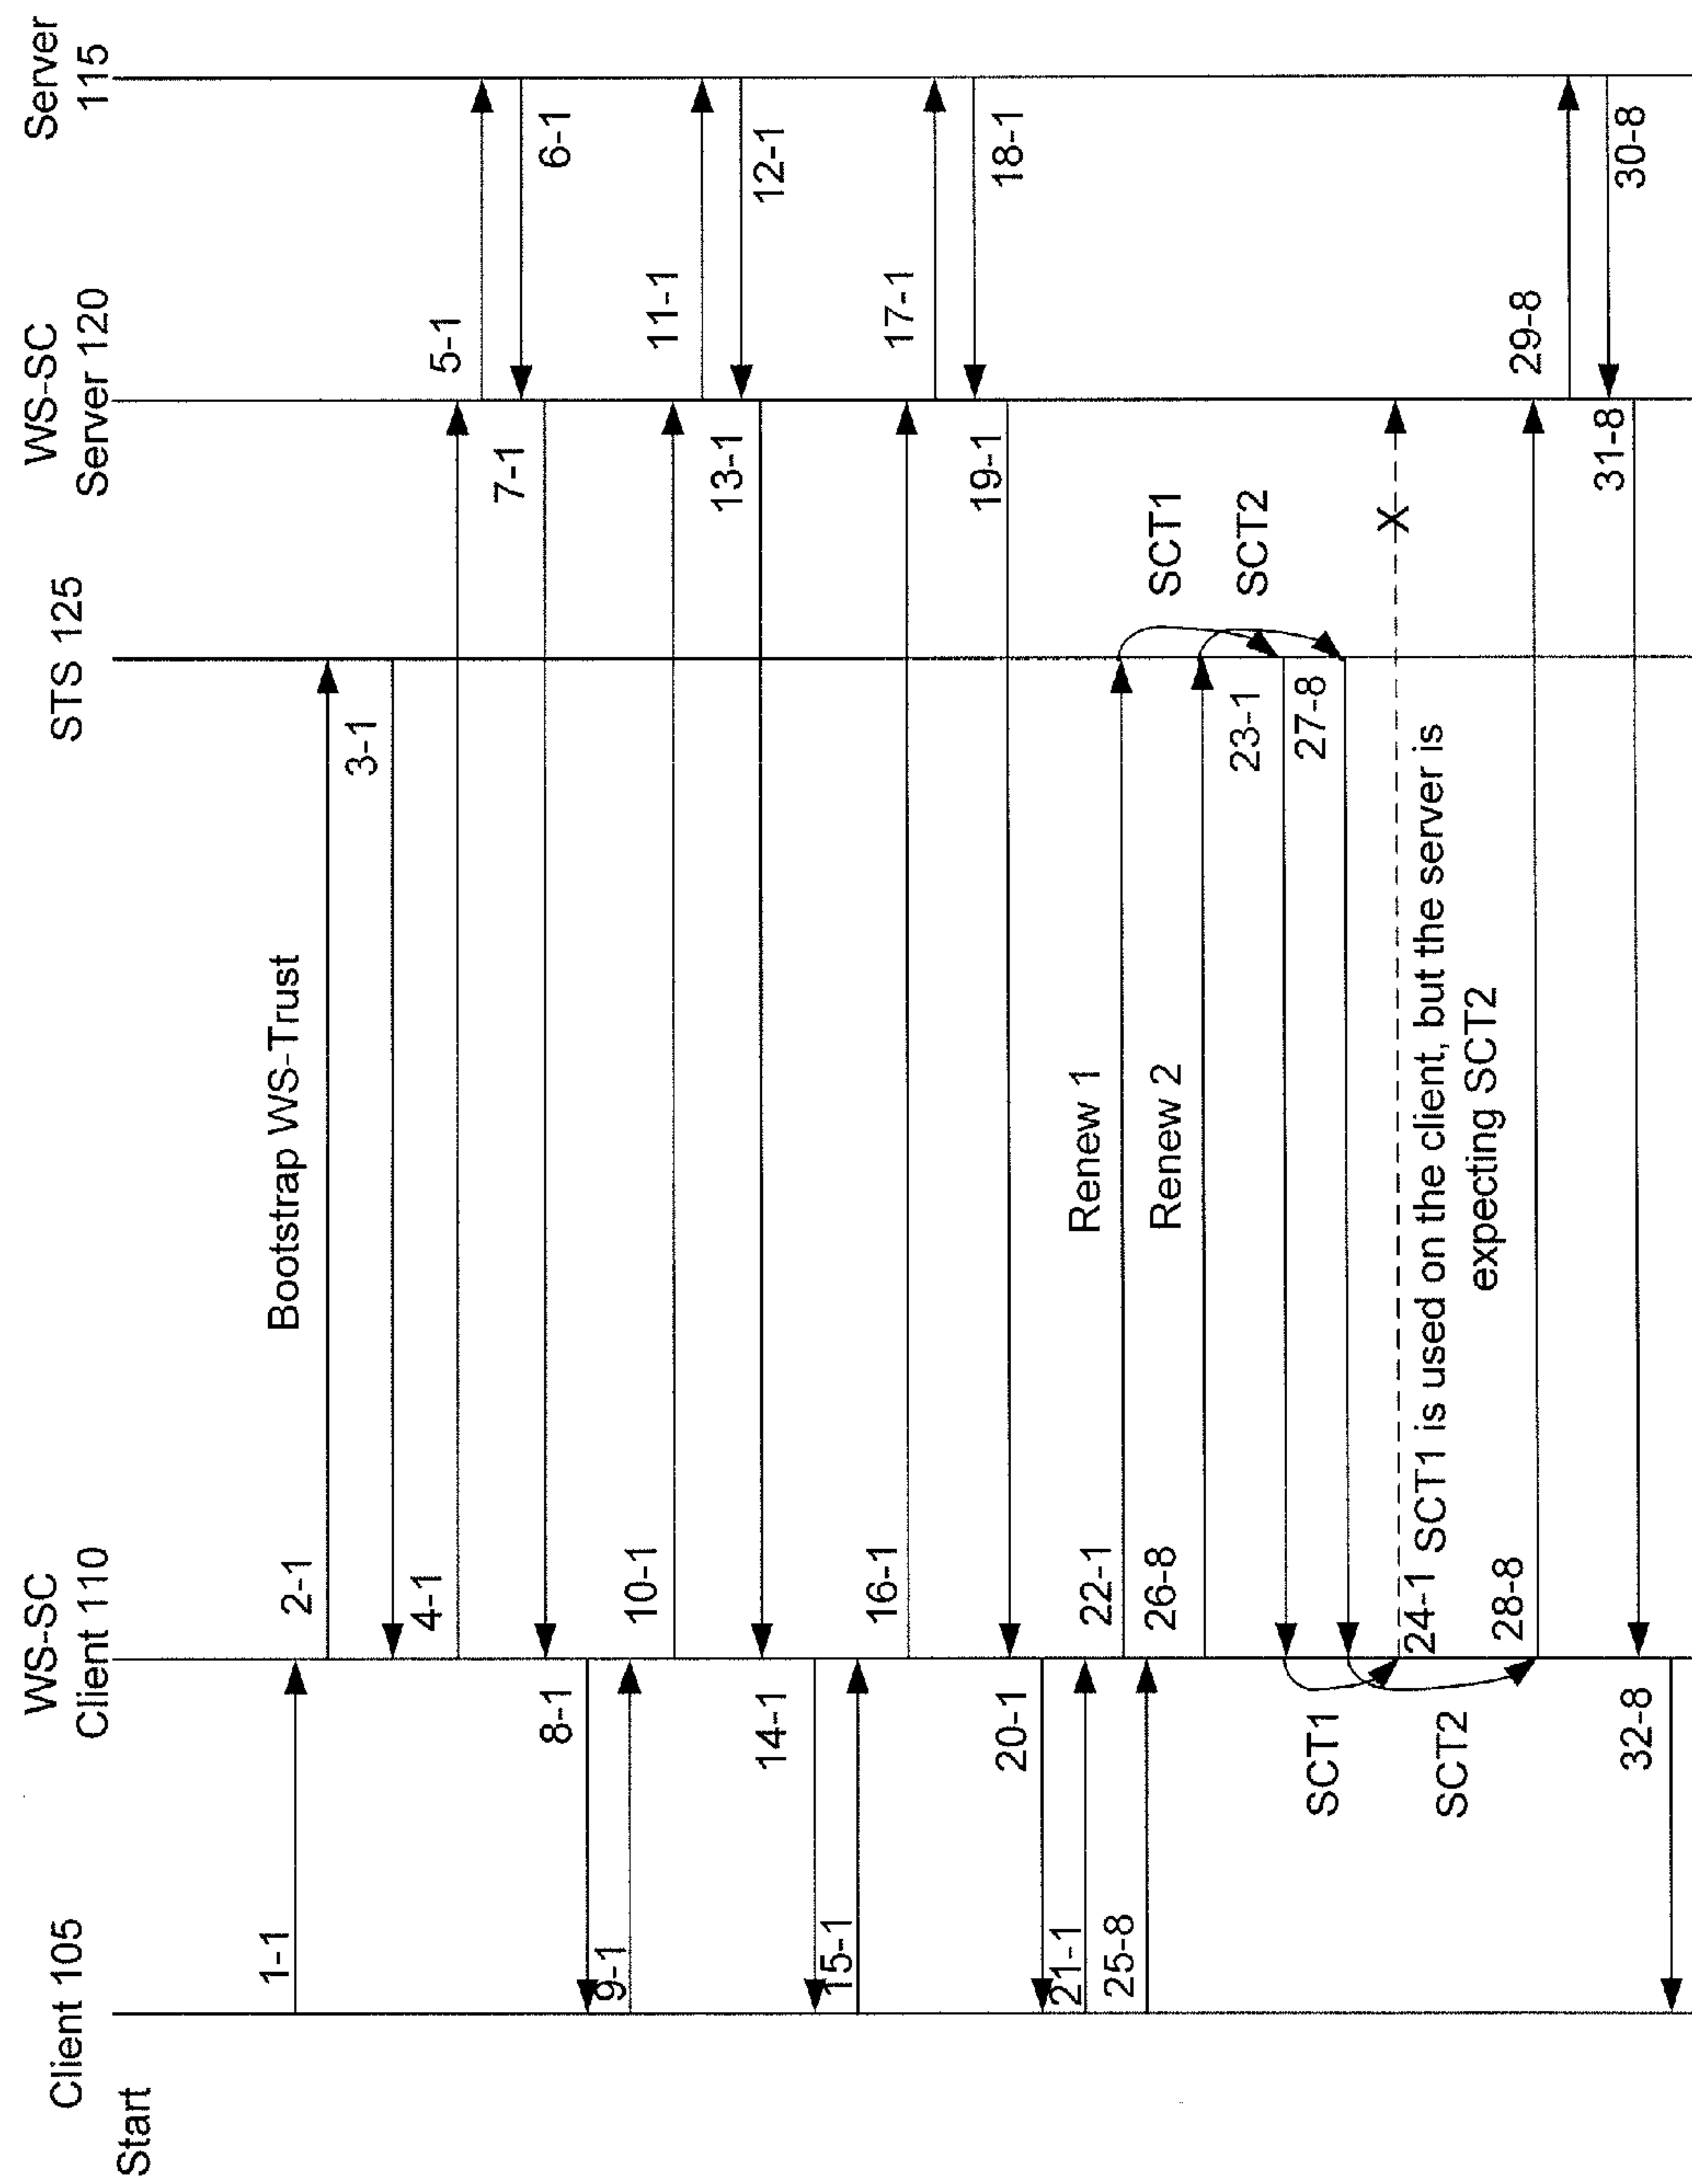 Client 105
WS-SC
Client 110
STS 125
WS-SC
Server 120
Server
115
Start
1-1
2-1
Bootstrap WS-Trust
3-1
4-1
5-1
6-1
7-1
8-1
9-1
10-1
11-1
12-1
13-1
14-1
15-1
16-1
17-1
18-1
19-1
20-1
21-1
22-1
Renew 1
SCT1
25-8
26-8
Renew 2
SCT2
23-1
27-8
SCT1
24-1 SCT1 is used on the client, but the server is
expecting SCT2
X
SCT2
28-8
29-8
30-8
31-8
32-8